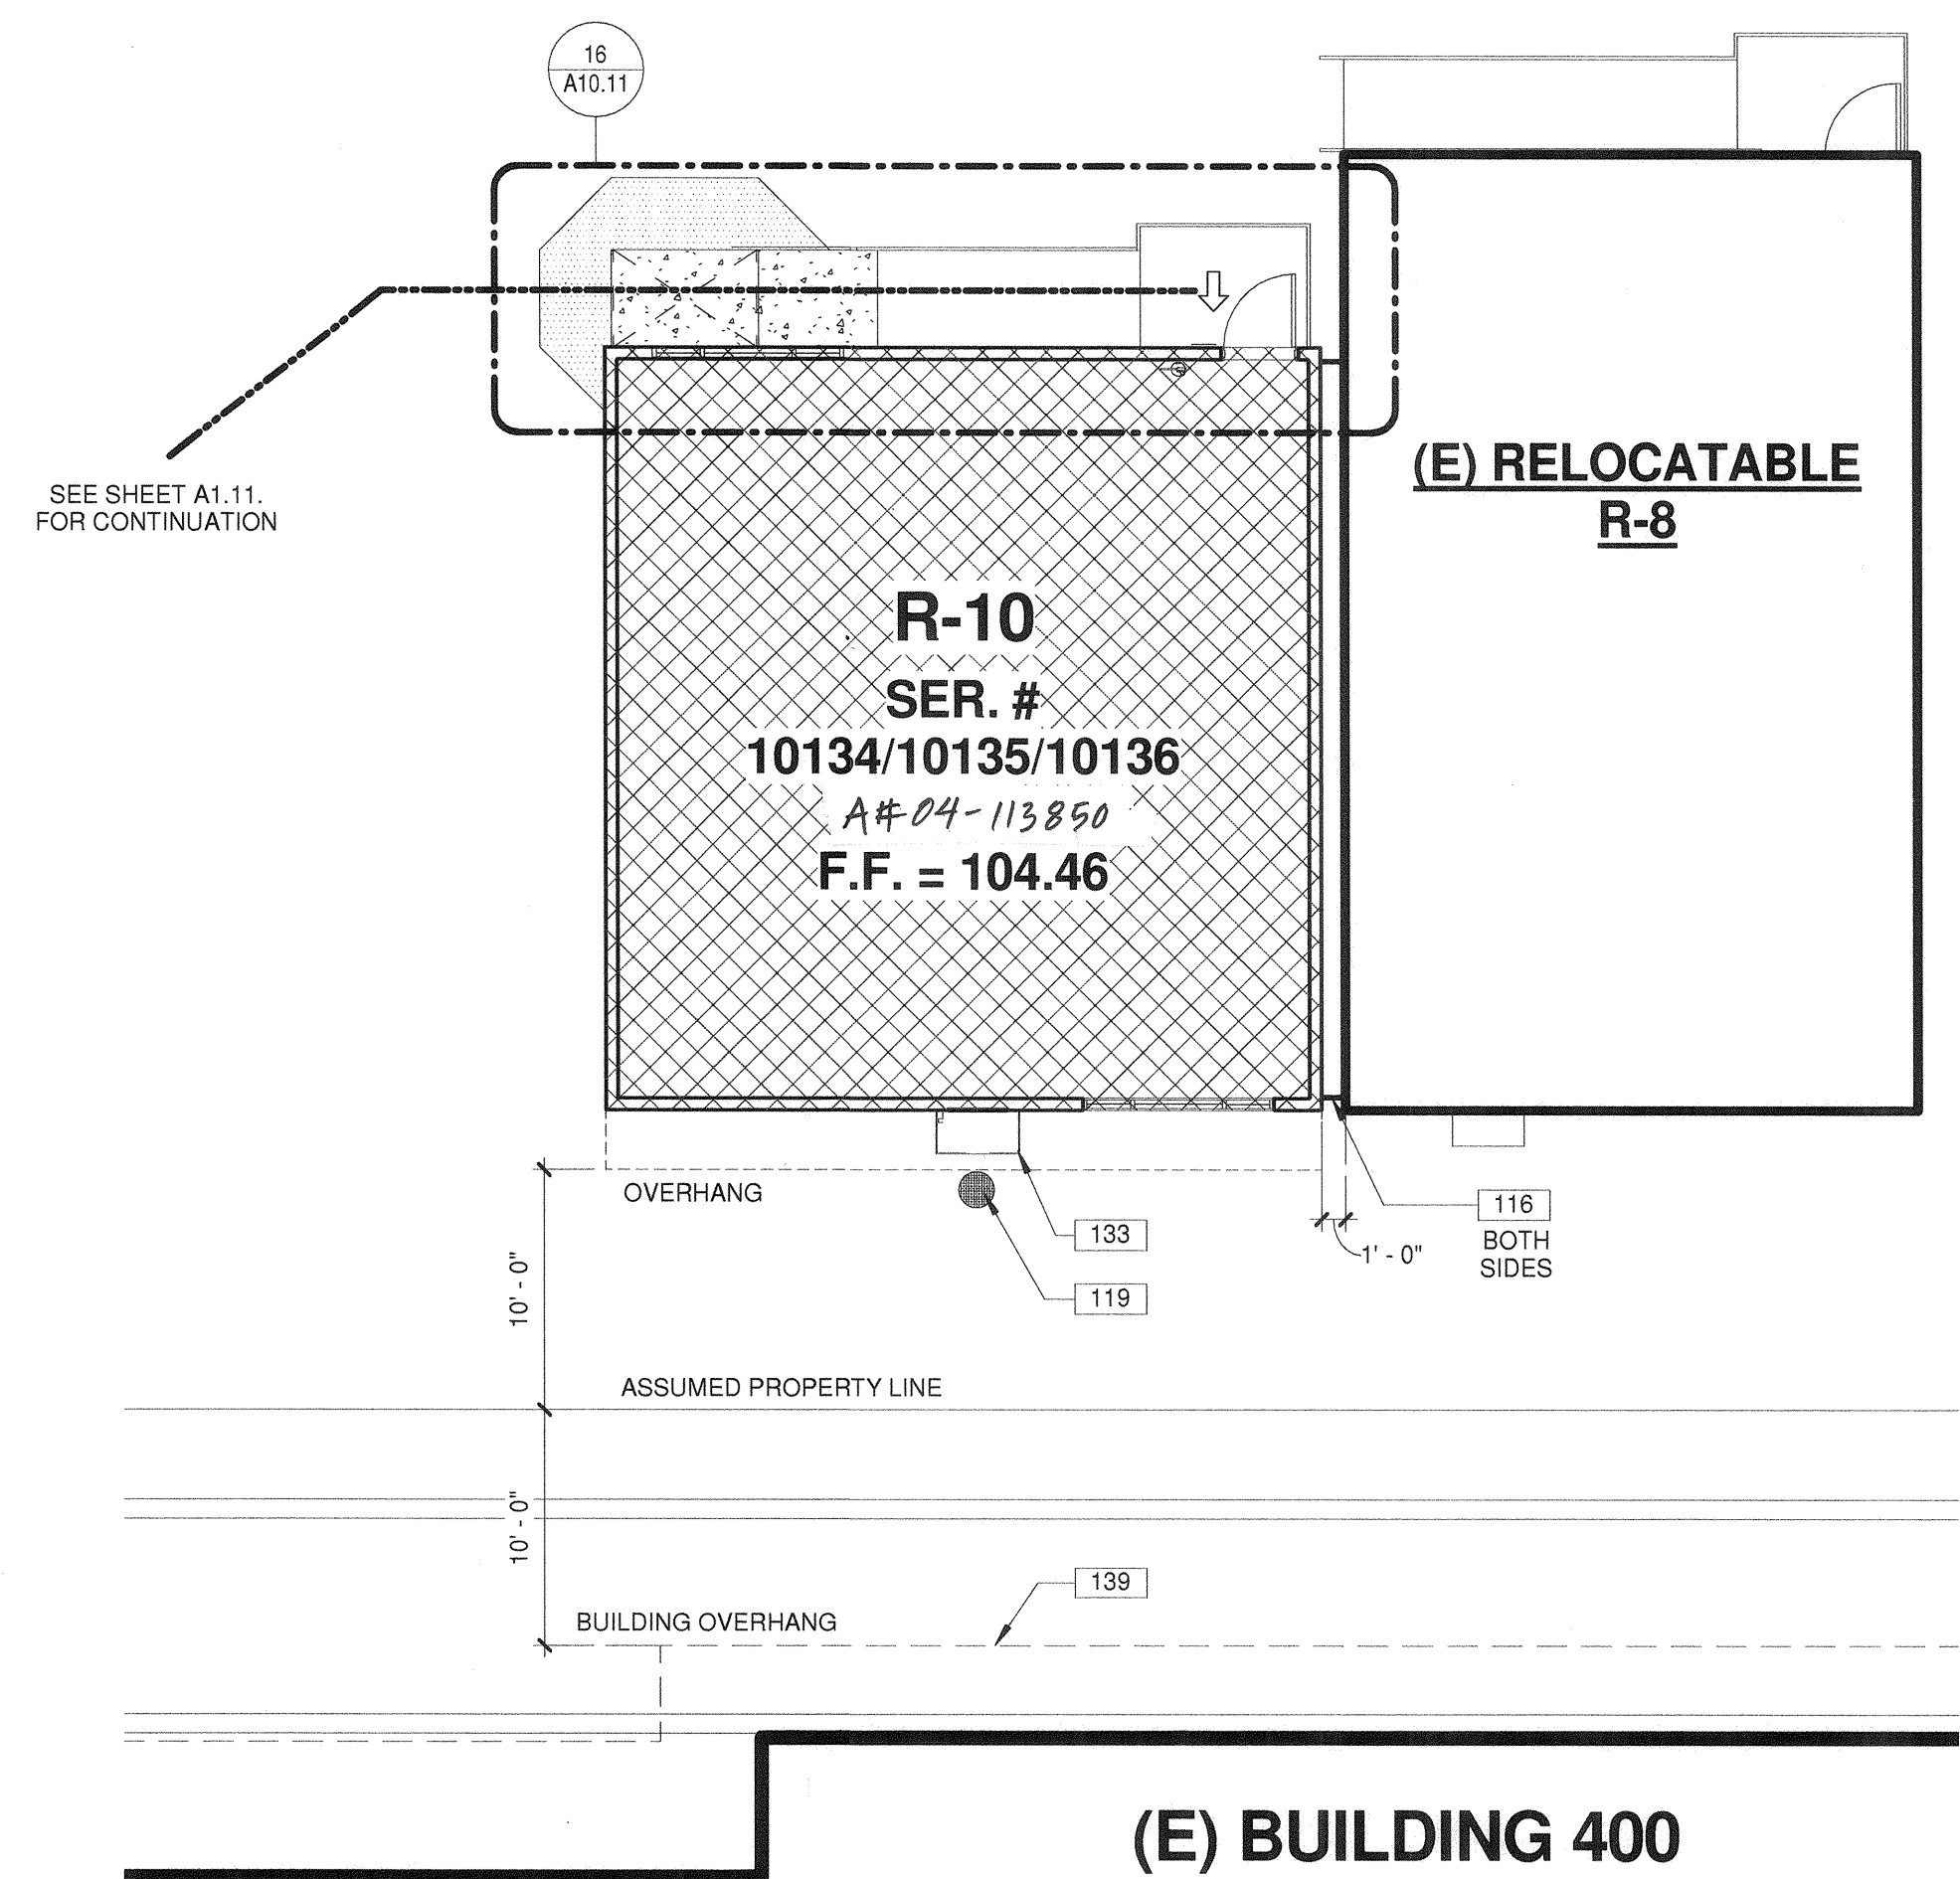 16
A10.11
SEE SHEET A1.11.
FOR CONTINUATION
(E) RELOCATABLE
R-8
R-10
SER. #
10134/10135/10136
A#04-113850
F.F. = 104.46
OVERHANG
133
119
116
BOTH
SIDES
1' - 0"
10' - 0"
ASSUMED PROPERTY LINE
10' - 0"
139
BUILDING OVERHANG
(E) BUILDING 400